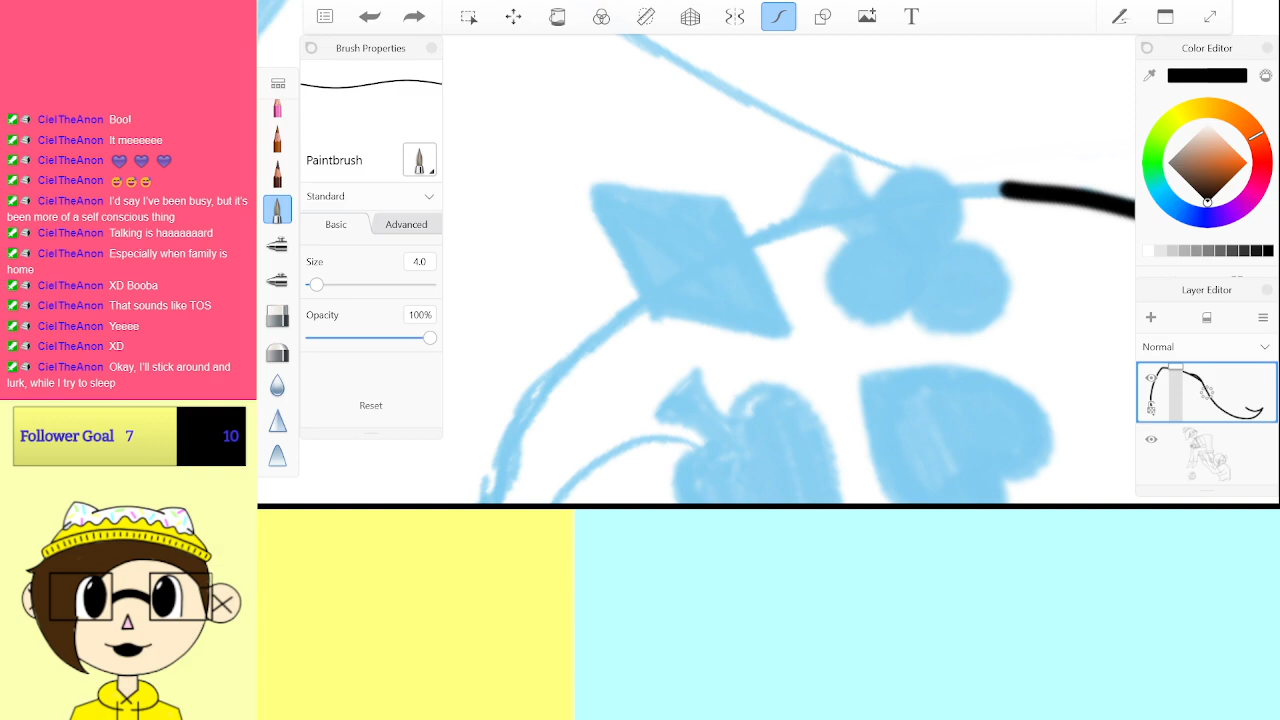 CielTheAnon Boo!
CielTheAnon It meeeeee
CielTheAnon
CielTheAnon
CielTheAnon I'd say I've been busy, but it's
been more of a self conscious thing
CielTheAnon Talking is haaaaaard
CielTheAnon Especially when family is
home
CielTheAnon XD Booba
CielTheAnon That sounds like TOS
CielTheAnon Yeeee
CielTheAnon XD
CielTheAnon Okay, I'll stick around and
lurk, while I try to sleep
Follower Goal 7 10
T
Brush Properties
Paintbrush
Standard
Basic Advanced
Size 4.0
Opacity 100%
Reset
Color Editor
Layer Editor
Normal